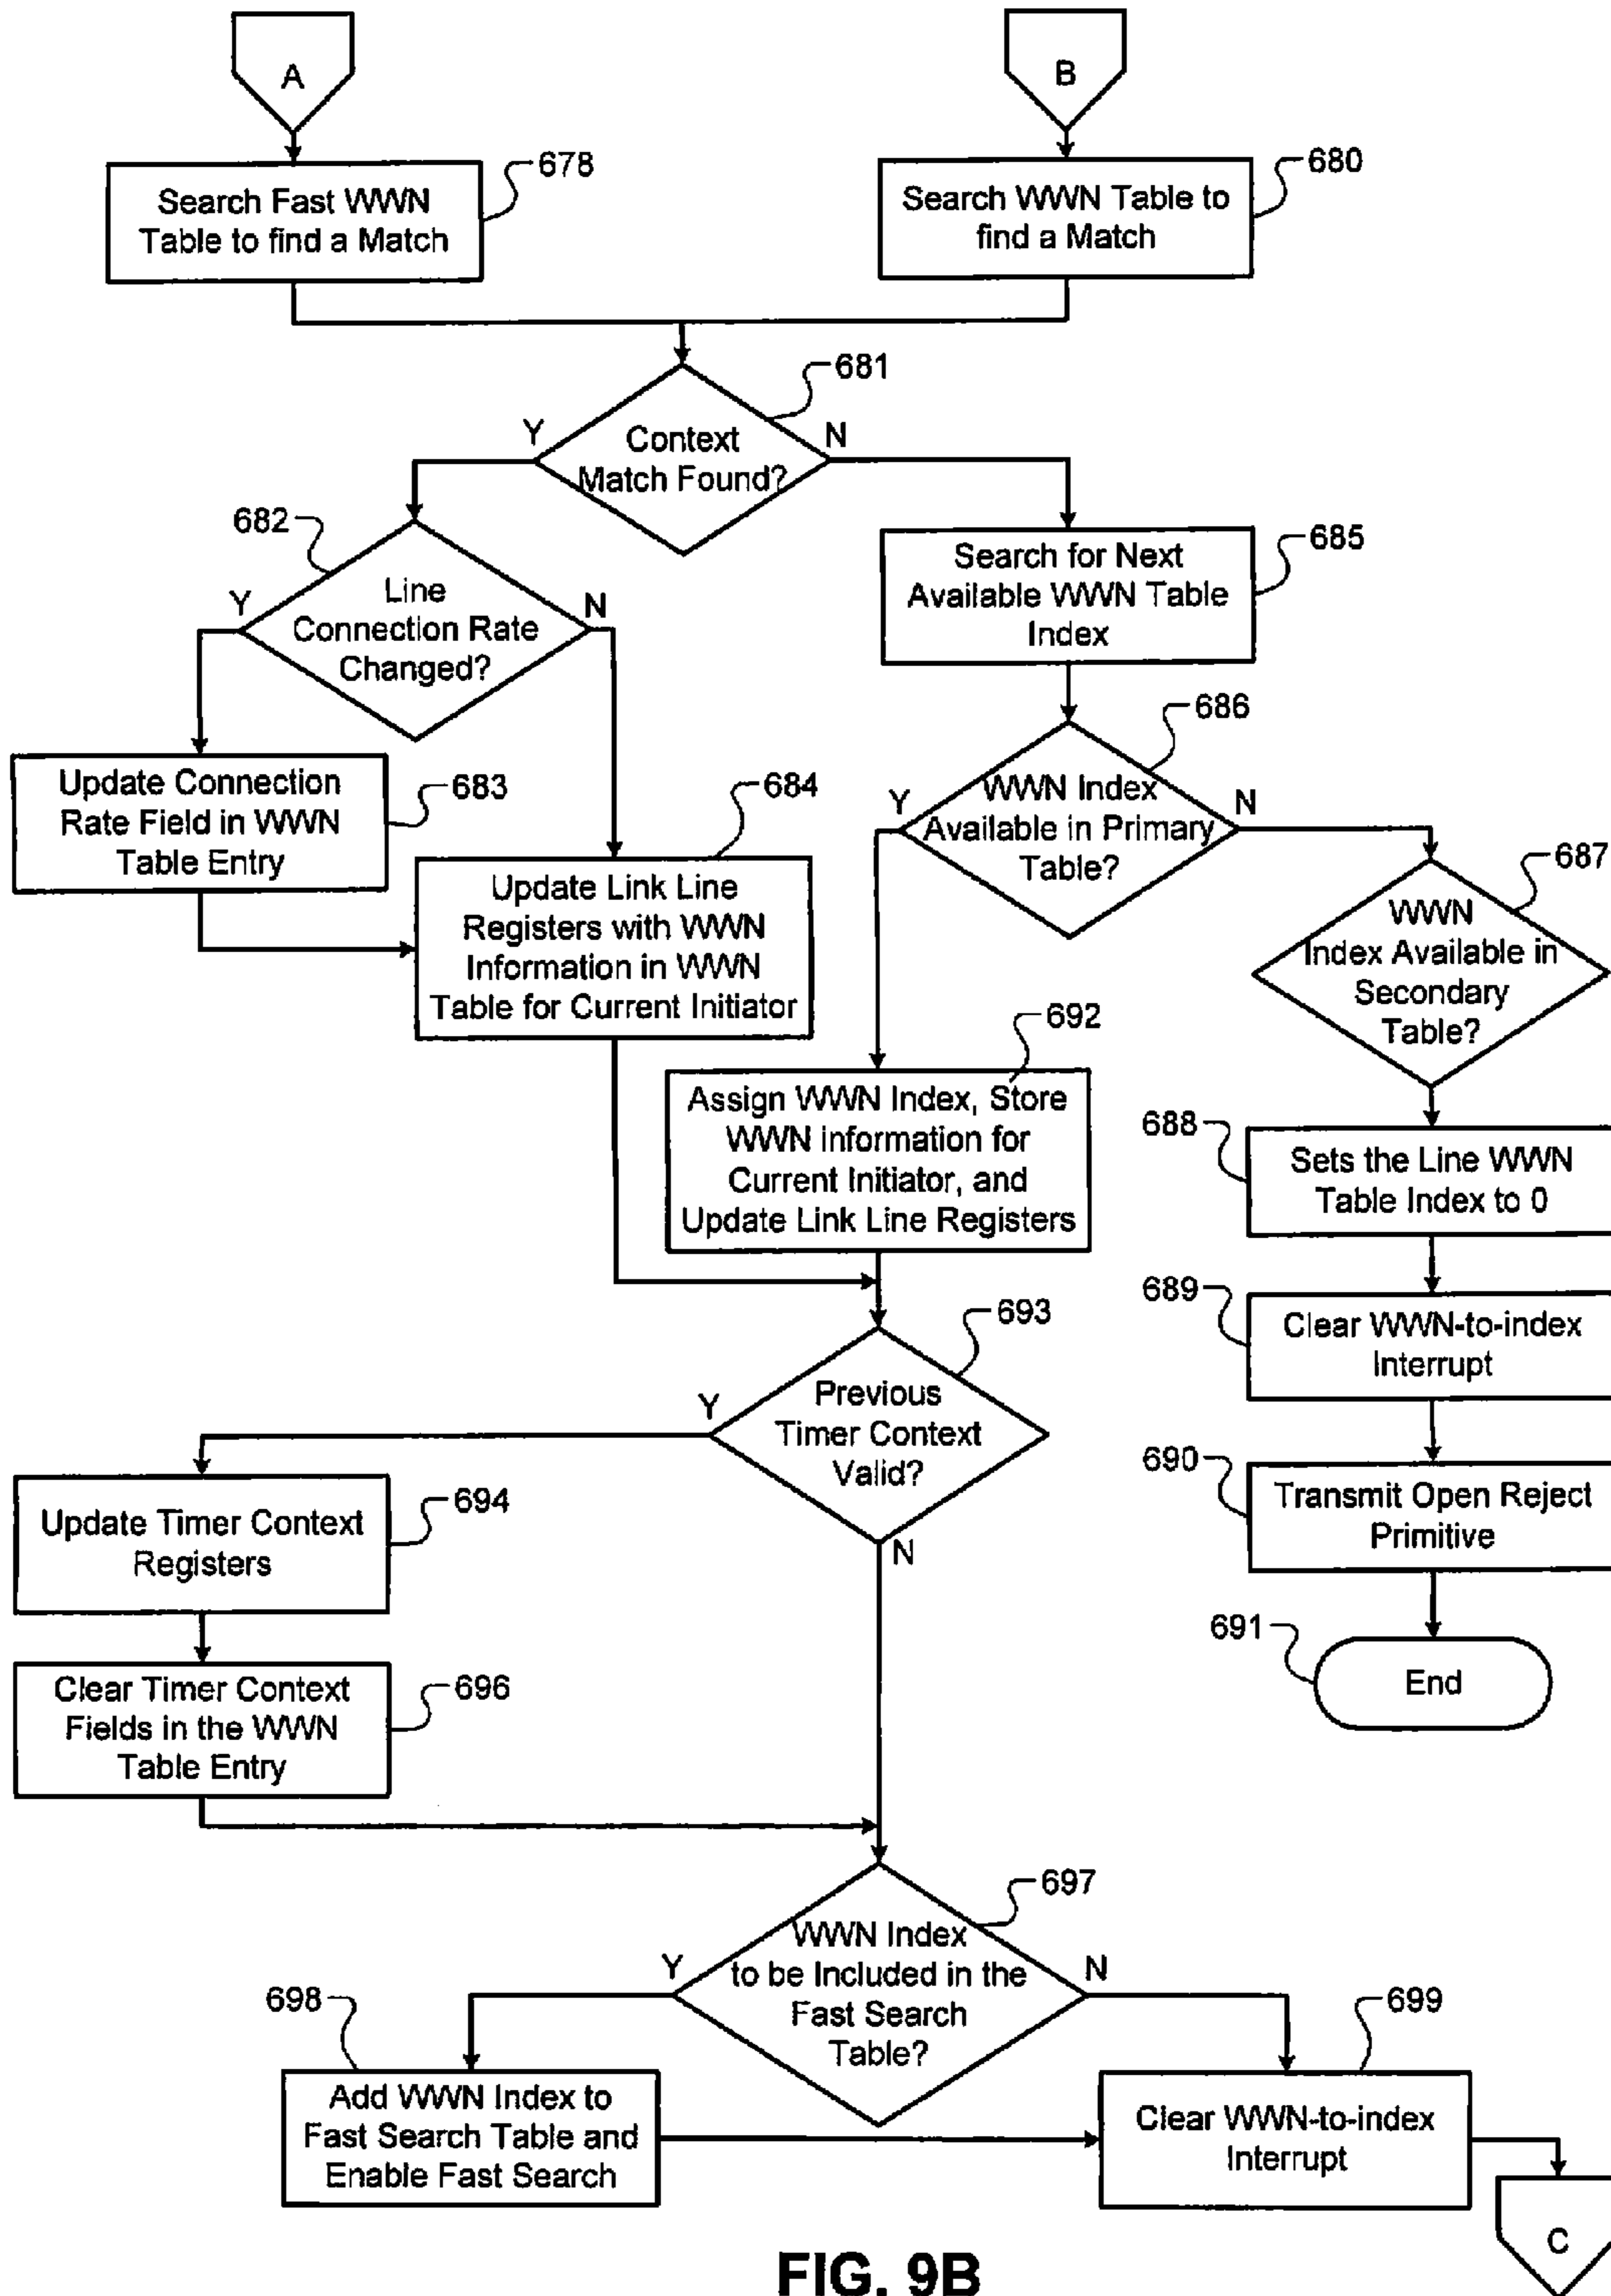 A
B
678
Search Fast WWN
Table to find a Match
680
Search WWN Table to
find a Match
681
Y
Context
Match Found?
N
682
Y
Line
Connection Rate
Changed?
N
Search for Next
Available WWN Table
Index
685
Update Connection
Rate Field in WWN
Table Entry
683
684
Update Link Line
Registers with WWN
Information in WWN
Table for Current Initiator
686
Y
WWN Index
Available in Primary
Table?
N
687
WWN
Index Available in
Secondary
Table?
692
Assign WWN Index, Store
WWN Information for
Current Initiator, and
Update Link Line Registers
688
Sets the Line WWN
Table Index to 0
689
Clear WWN-to-index
Interrupt
693
Y
Previous
Timer Context
Valid?
N
690
Transmit Open Reject
Primitive
Update Timer Context
Registers
694
691
End
Clear Timer Context
Fields in the WWN
Table Entry
696
697
Y
WWN Index
to be Included in the
Fast Search
Table?
N
698
Add WWN Index to
Fast Search Table and
Enable Fast Search
699
Clear WWN-to-index
Interrupt
C
FIG. 9B